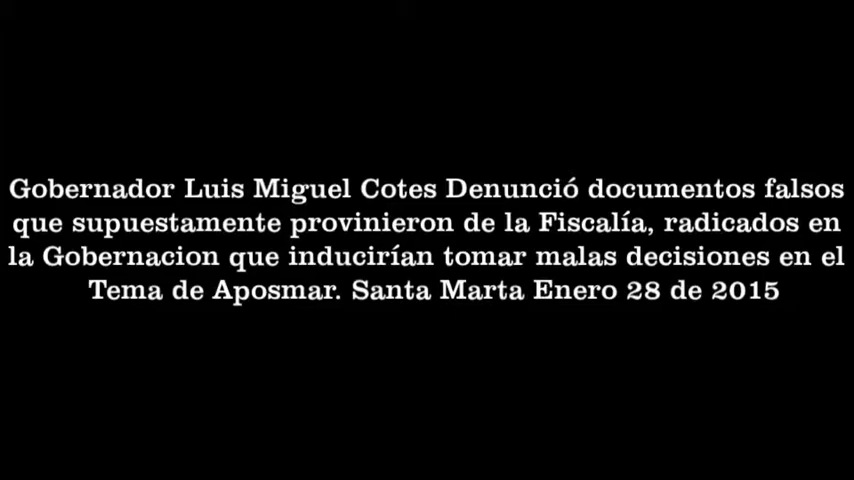 Gobernador Luis Miguel Cotes Denunció documentos falsos
que supuestamente provinieron de la Fiscalía, radicados en
la Gobernacion que inducirían tomar malas decisiones en el
Tema de Aposmar. Santa Marta Enero 28 de 2015